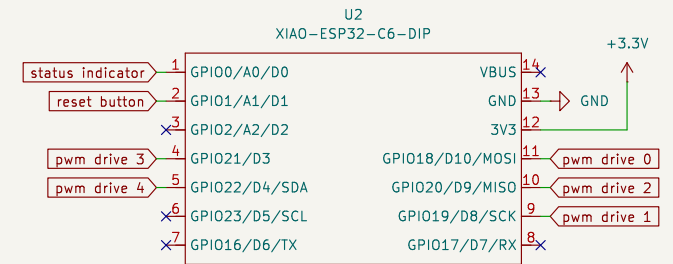 U2
XIAO-ESP32-C6-DIP
+3.3V
status indicator 1 GPIO0/A0/D0 VBUS 14
reset button 2 GPIO1/A1/D1 GND 13 GND
3 GPIO2/A2/D2 3V3 12
pwm drive 3 4 GPIO21/D3 GPIO18/D10/MOSI 11 pwm drive 0
pwm drive 4 5 GPIO22/D4/SDA GPIO20/D9/MISO 10 pwm drive 2
6 GPIO23/D5/SCL GPIO19/D8/SCK 9 pwm drive 1
7 GPIO16/D6/TX GPIO17/D7/RX 8